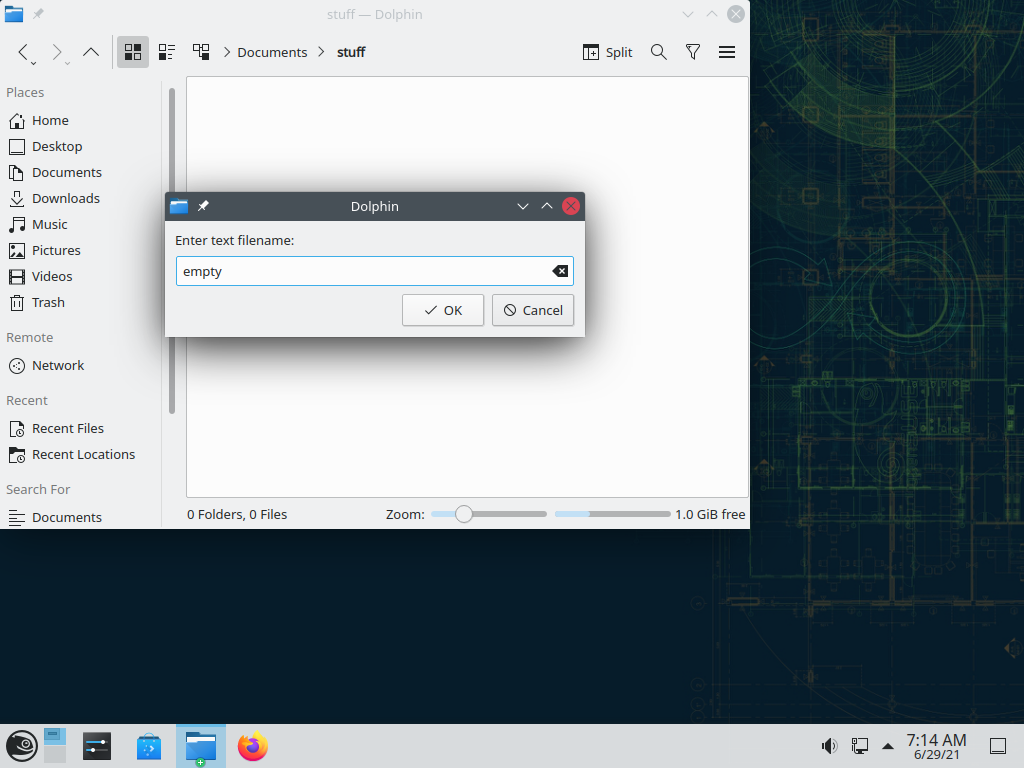 stuff — Dolphin
Documents
stuff
Split
Places
Home
Desktop
Documents
Downloads
Music
Pictures
Videos
Trash
Remote
Network
Recent
Recent Files
Recent Locations
Search For
Documents
Dolphin
Enter text filename:
empty
OK
Cancel
0 Folders, 0 Files
Zoom:
1.0 GiB free
7:14 AM
6/29/21